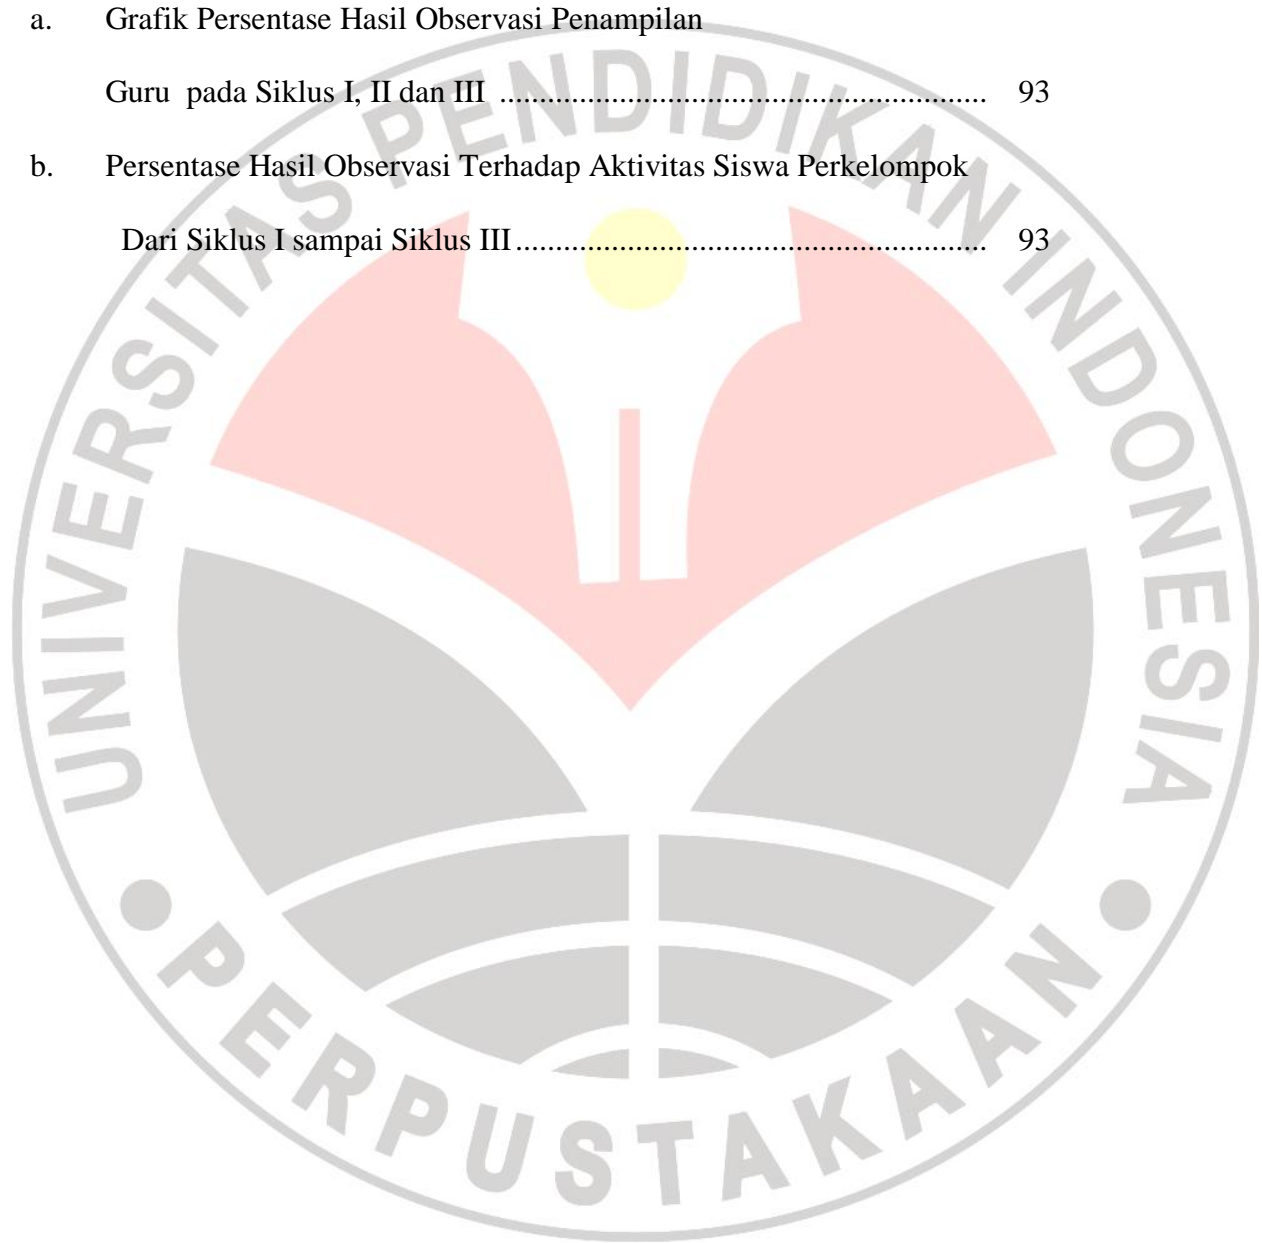 a. Grafik Persentase Hasil Observasi Penampilan
Guru pada Siklus I, II dan III ............................................................. 93
b. Persentase Hasil Observasi Terhadap Aktivitas Siswa Perkelompok
Dari Siklus I sampai Siklus III........................................................... 93
UNIVERSITAS PENDIDIKAN INDONESIA
PERPUSTAKAAN